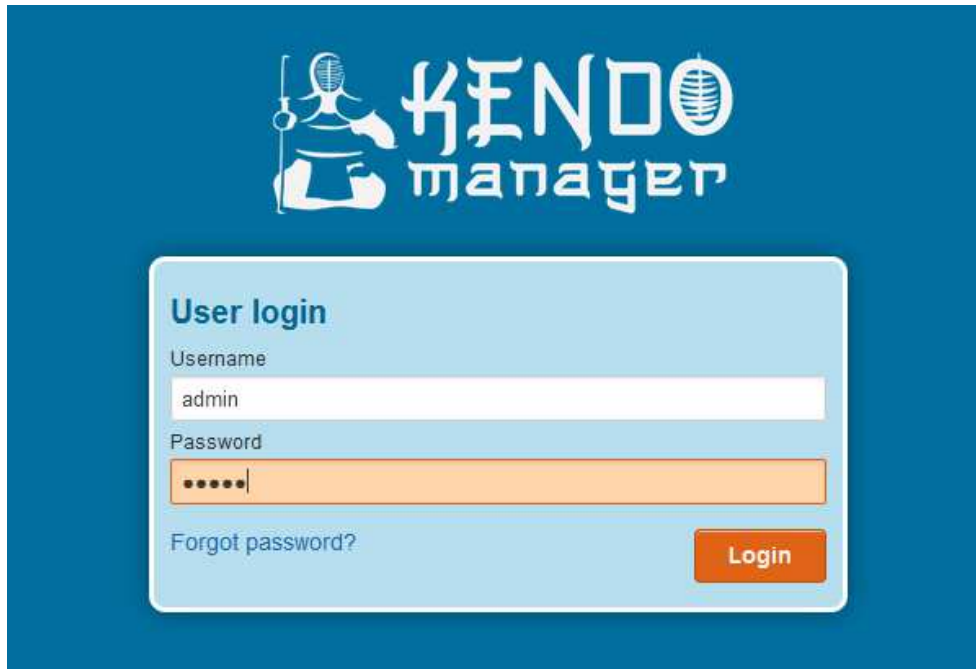 KENDO
manager
User login
Username
admin
Password
•••••
Forgot password?
Login